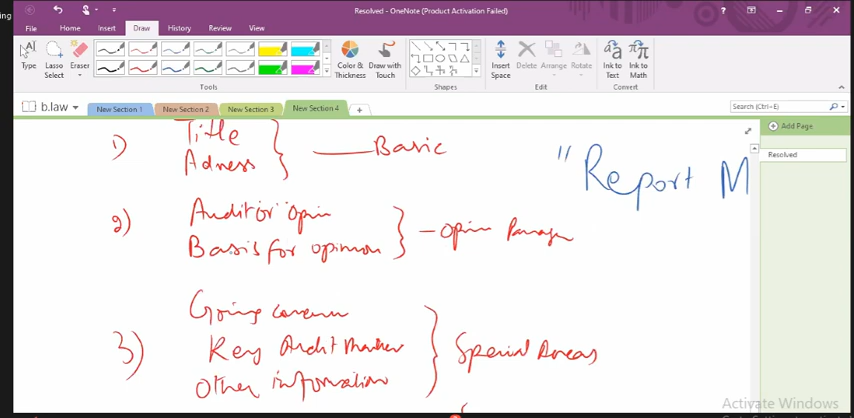 ing
Resolved - OneNote (Product Activation Failed)
File Home Insert Draw History Review View
Type Lasso Select Eraser Color & Thickness Draw with Touch Insert Space Delete Arrange Rotate Ink to Text Ink to Math
Tools Shapes Edit Convert
b.law New Section 1 New Section 2 New Section 3 New Section 4 Search (Ctrl+E)
Add Page
Resolved
1) Title
Adress
Basic
"Report M
2) Auditor opin
Basis for opinion
Opin
3) Going
Key Audit
Other information
Special Areas
Activate Windows